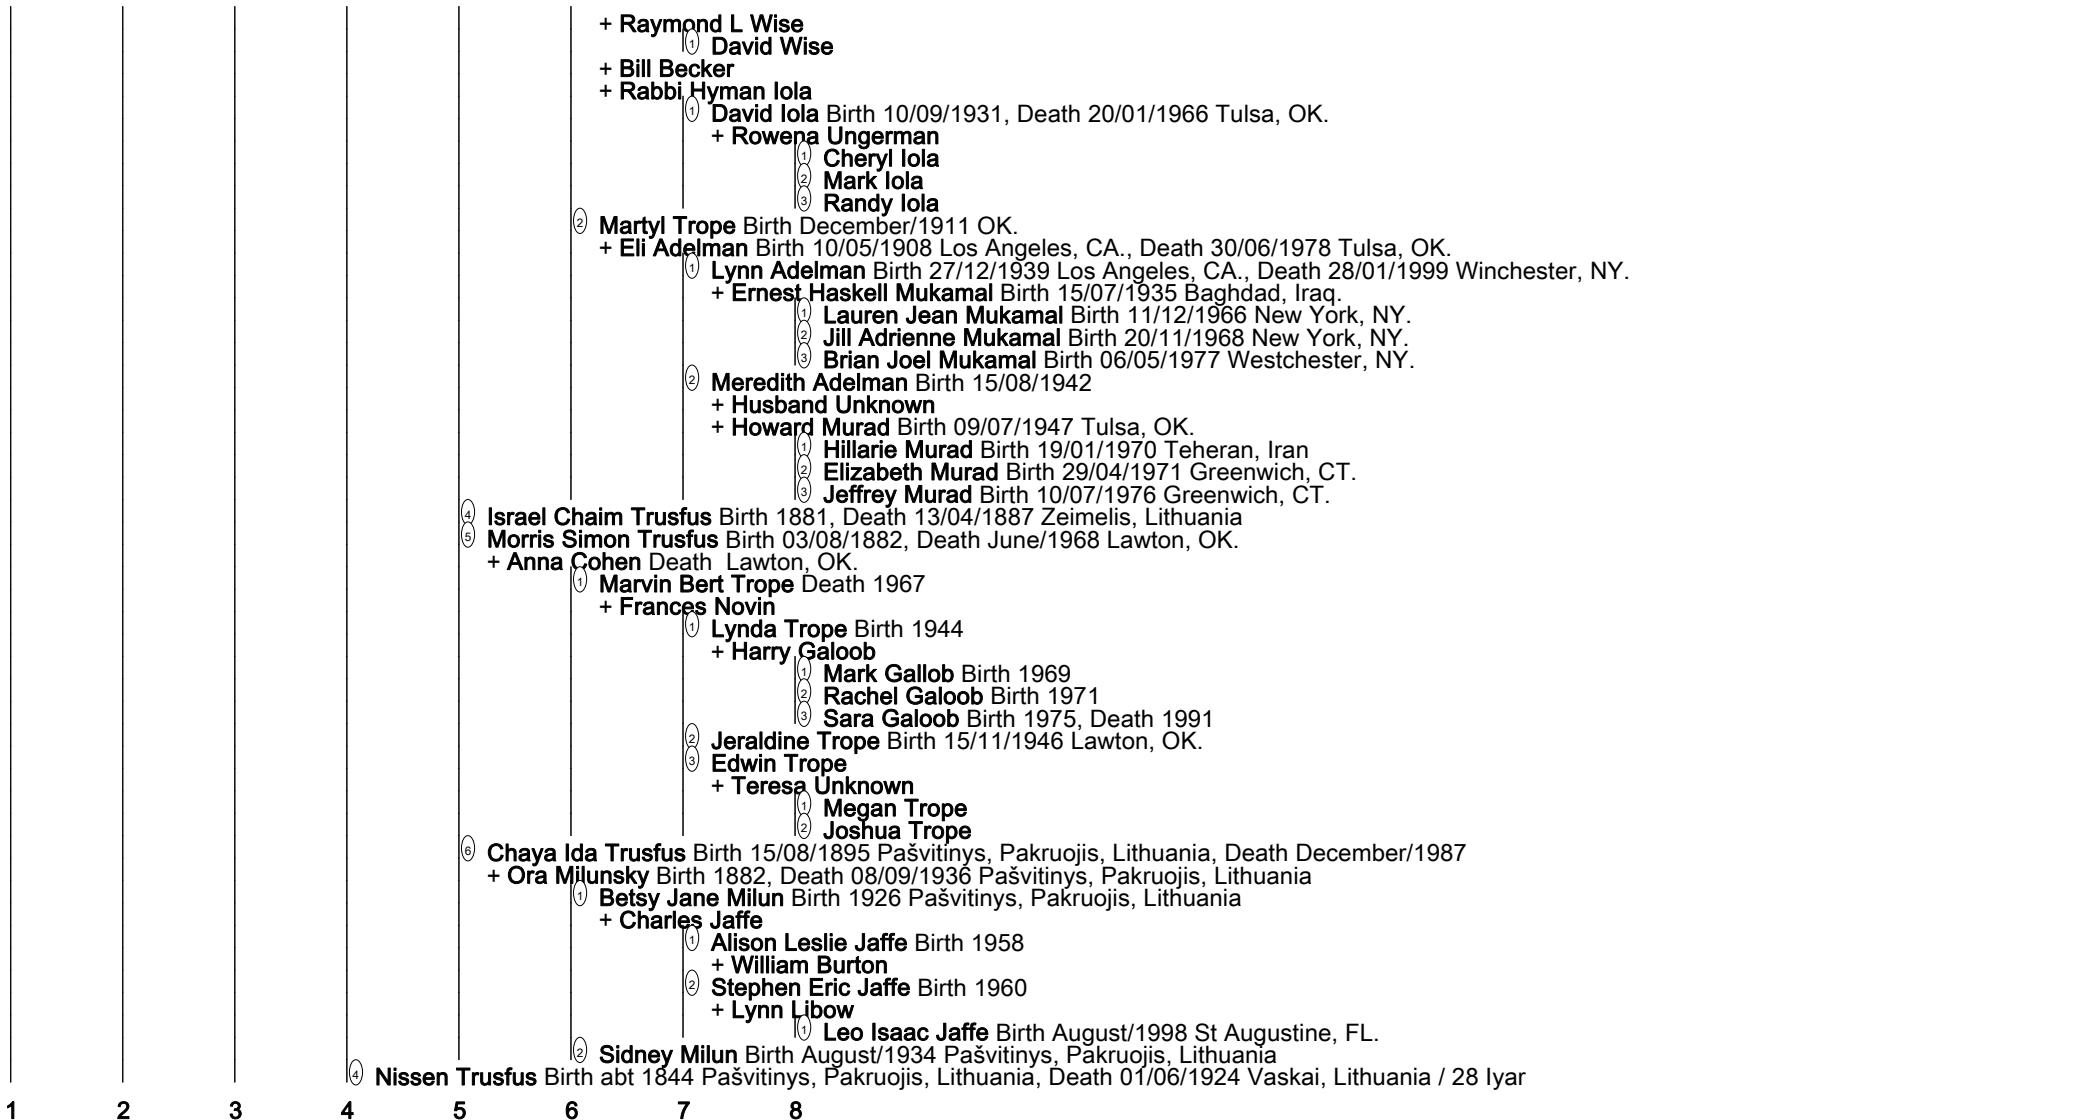 + Raymond L Wise
1 David Wise
+ Bill Becker
+ Rabbi Hyman Iola
1 David Iola Birth 10/09/1931, Death 20/01/1966 Tulsa, OK.
+ Rowena Ungerman
1 Cheryl Iola
2 Mark Iola
3 Randy Iola
2 Martyl Trope Birth December/1911 OK.
+ Eli Adelman Birth 10/05/1908 Los Angeles, CA., Death 30/06/1978 Tulsa, OK.
1 Lynn Adelman Birth 27/12/1939 Los Angeles, CA., Death 28/01/1999 Winchester, NY.
+ Ernest Haskell Mukamal Birth 15/07/1935 Baghdad, Iraq.
1 Lauren Jean Mukamal Birth 11/12/1966 New York, NY.
2 Jill Adrienne Mukamal Birth 20/11/1968 New York, NY.
3 Brian Joel Mukamal Birth 06/05/1977 Westchester, NY.
2 Meredith Adelman Birth 15/08/1942
+ Husband Unknown
+ Howard Murad Birth 09/07/1947 Tulsa, OK.
1 Hillarie Murad Birth 19/01/1970 Teheran, Iran
2 Elizabeth Murad Birth 29/04/1971 Greenwich, CT.
3 Jeffrey Murad Birth 10/07/1976 Greenwich, CT.
4 Israel Chaim Trusfus Birth 1881, Death 13/04/1887 Zeimelis, Lithuania
5 Morris Simon Trusfus Birth 03/08/1882, Death June/1968 Lawton, OK.
+ Anna Cohen Death  Lawton, OK.
1 Marvin Bert Trope Death 1967
+ Frances Novin
1 Lynda Trope Birth 1944
+ Harry Galoob
1 Mark Gallob Birth 1969
2 Rachel Galoob Birth 1971
3 Sara Galoob Birth 1975, Death 1991
2 Jeraldine Trope Birth 15/11/1946 Lawton, OK.
3 Edwin Trope
+ Teresa Unknown
1 Megan Trope
2 Joshua Trope
6 Chaya Ida Trusfus Birth 15/08/1895 Pašvitinys, Pakruojis, Lithuania, Death December/1987
+ Ora Milunsky Birth 1882, Death 08/09/1936 Pašvitinys, Pakruojis, Lithuania
1 Betsy Jane Milun Birth 1926 Pašvitinys, Pakruojis, Lithuania
+ Charles Jaffe
1 Alison Leslie Jaffe Birth 1958
+ William Burton
2 Stephen Eric Jaffe Birth 1960
+ Lynn Libow
1 Leo Isaac Jaffe Birth August/1998 St Augustine, FL.
2 Sidney Milun Birth August/1934 Pašvitinys, Pakruojis, Lithuania
4 Nissen Trusfus Birth abt 1844 Pašvitinys, Pakruojis, Lithuania, Death 01/06/1924 Vaskai, Lithuania / 28 Iyar
1 2 3 4 5 6 7 8